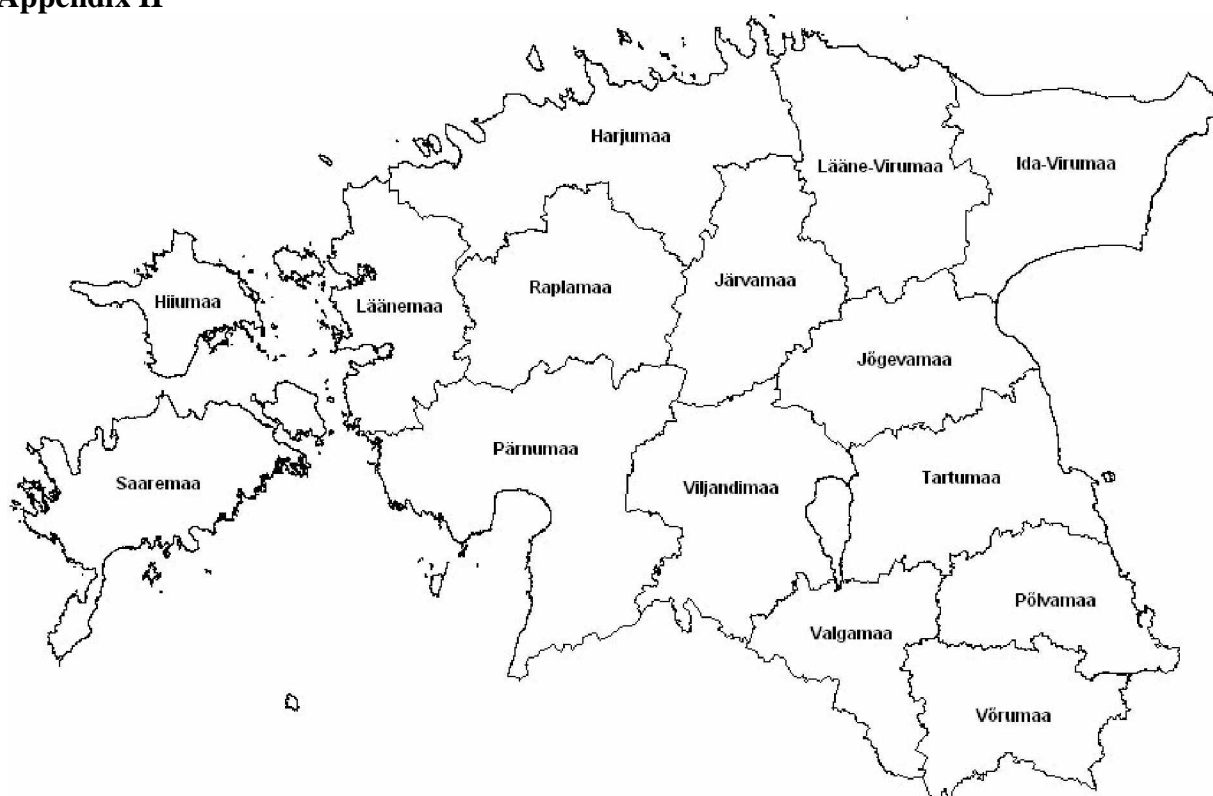 Appendix II
Harjumaa
Lääne-Virumaa
Ida-Virumaa
Hiiumaa
Läänemaa
Raplamaa
Järvamaa
Jõgevamaa
Saaremaa
Pärnumaa
Viljandimaa
Tartumaa
Põlvamaa
Valgamaa
Võrumaa